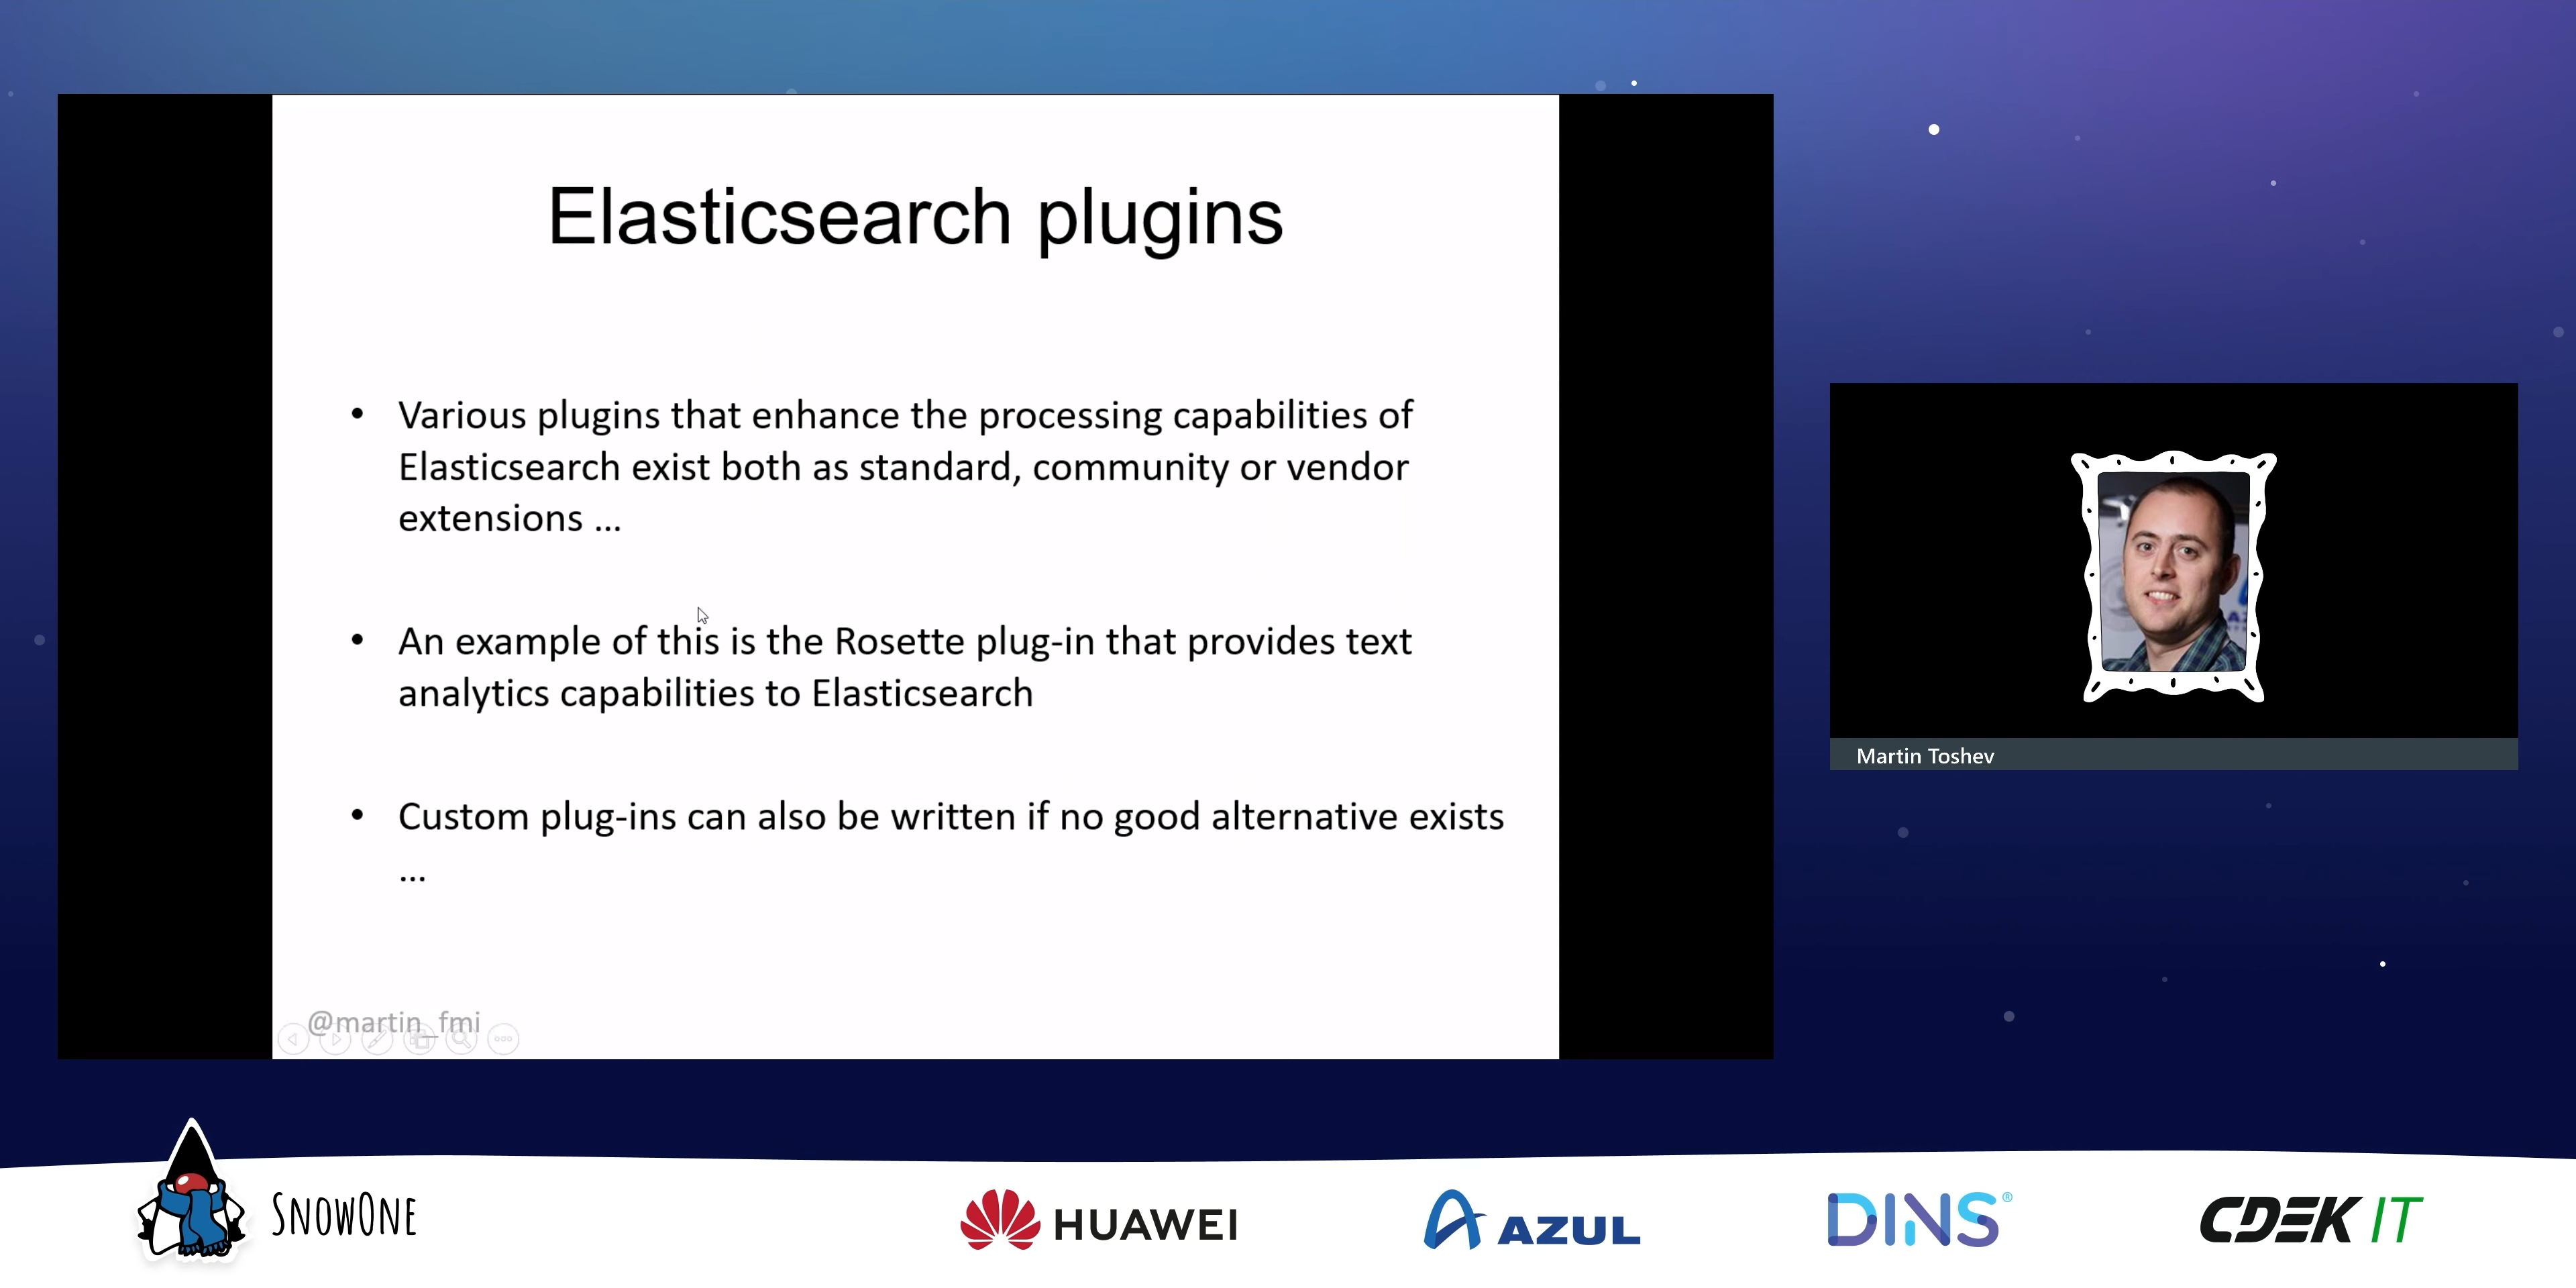 Elasticsearch plugins
• Various plugins that enhance the processing capabilities of
Elasticsearch exist both as standard, community or vendor
extensions ...
• An example of this is the Rosette plug-in that provides text
analytics capabilities to Elasticsearch
• Custom plug-ins can also be written if no good alternative exists
...
@martin_fmi
Martin Toshev
SNOWONE
HUAWEI
AZUL
DINS®
CDEK IT